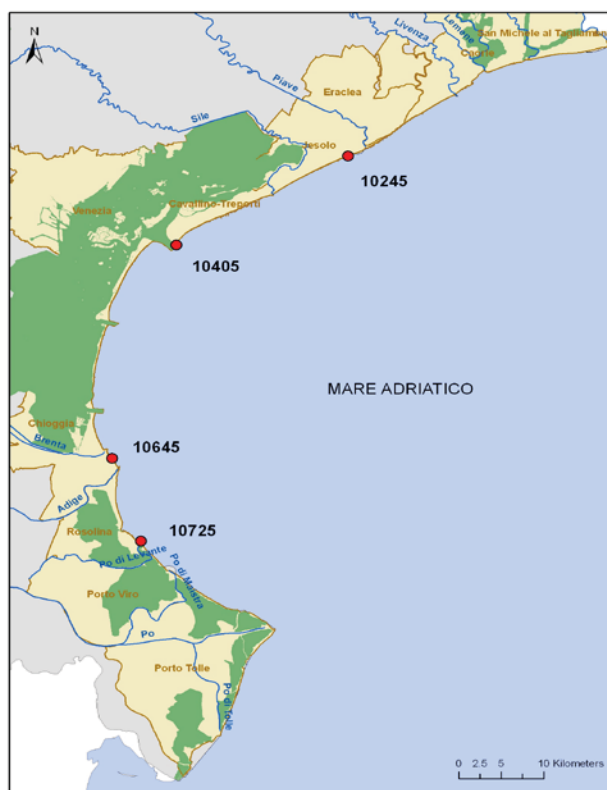 N
Livenza
Lemene
San Michele al Tagliamento
Caorle
Piave
Eraclea
Sile
Jesolo
10245
Venezia
Cavallino-Treporti
10405
MARE ADRIATICO
Chioggia
Brenta
10645
Adige
Rosolina
10725
Po di Levante
Po di Maistra
Porto Viro
Po
Porto Tolle
Po di Tolle
0 2.5 5 10 Kilometers